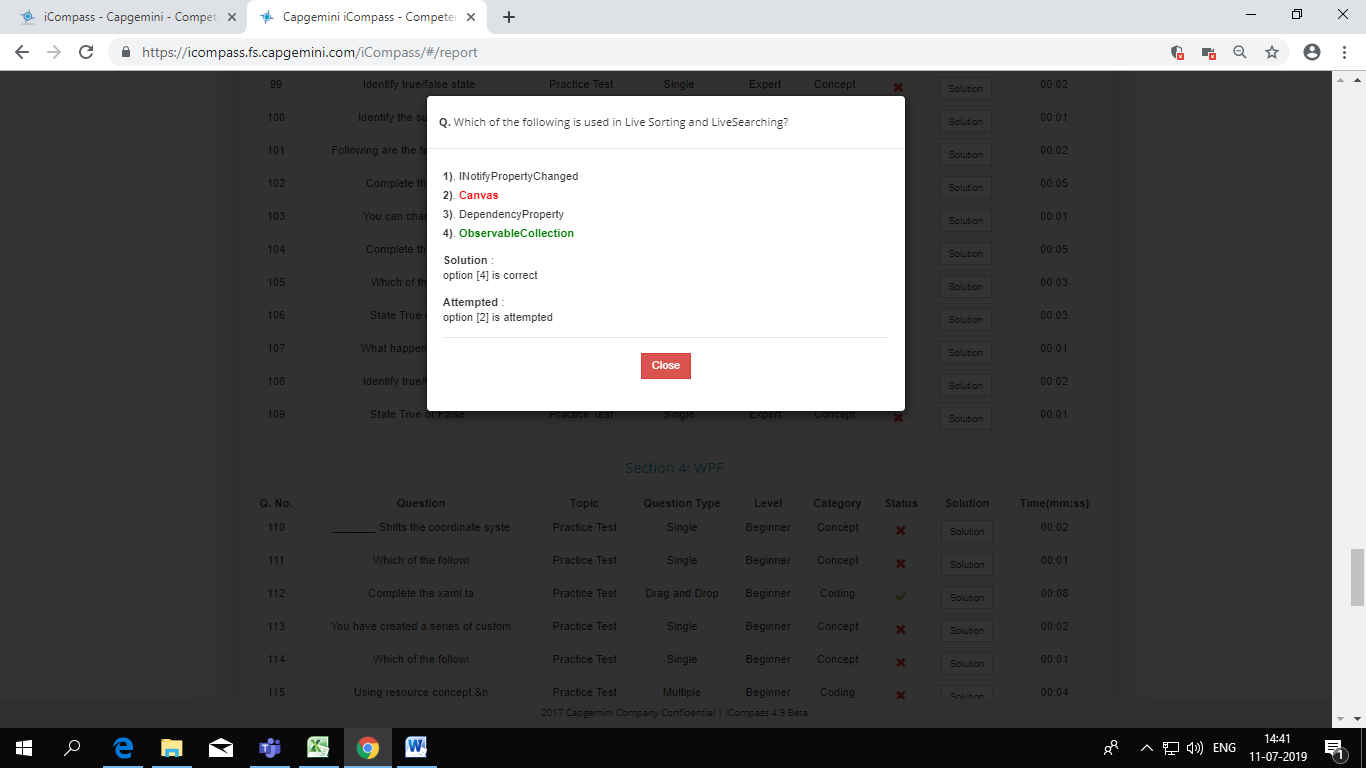 iCompass - Capgemini - Compet
Capgemini iCompass - Competen
https://icompass.fs.capgemini.com/iCompass/#/report
99 Identify true/false state Practice Test Single Expert Concept Solution 00:02
100 Identify the su Solution 00:01
101 Following are the fe Solution 00:02
102 Complete th Solution 00:05
103 You can cha Solution 00:01
104 Complete th Solution 00:05
105 Which of th Solution 00:03
106 State True Solution 00:03
107 What happen Solution 00:01
108 Identify true/f Solution 00:02
109 State True or False: Practice Test Single Expert Concept Solution 00:01
Q. Which of the following is used in Live Sorting and LiveSearching?
1). INotifyPropertyChanged
2). Canvas
3). DependencyProperty
4). ObservableCollection
Solution :
option [4] is correct
Attempted :
option [2] is attempted
Close
Section 4: WPF
Q. No. Question Topic Question Type Level Category Status Solution Time(mm:ss)
110 ________ Shifts the coordinate syste Practice Test Single Beginner Concept Solution 00:02
111 Which of the followi Practice Test Single Beginner Concept Solution 00:01
112 Complete the xaml ta Practice Test Drag and Drop Beginner Coding Solution 00:08
113 You have created a series of custom Practice Test Single Beginner Concept Solution 00:02
114 Which of the followi Practice Test Single Beginner Concept Solution 00:01
115 Using resource concept,&n Practice Test Multiple Beginner Coding Solution 00:04
2017 Capgemini Company Confidential | iCompass 4.9 Beta
ENG
14:41
11-07-2019
1